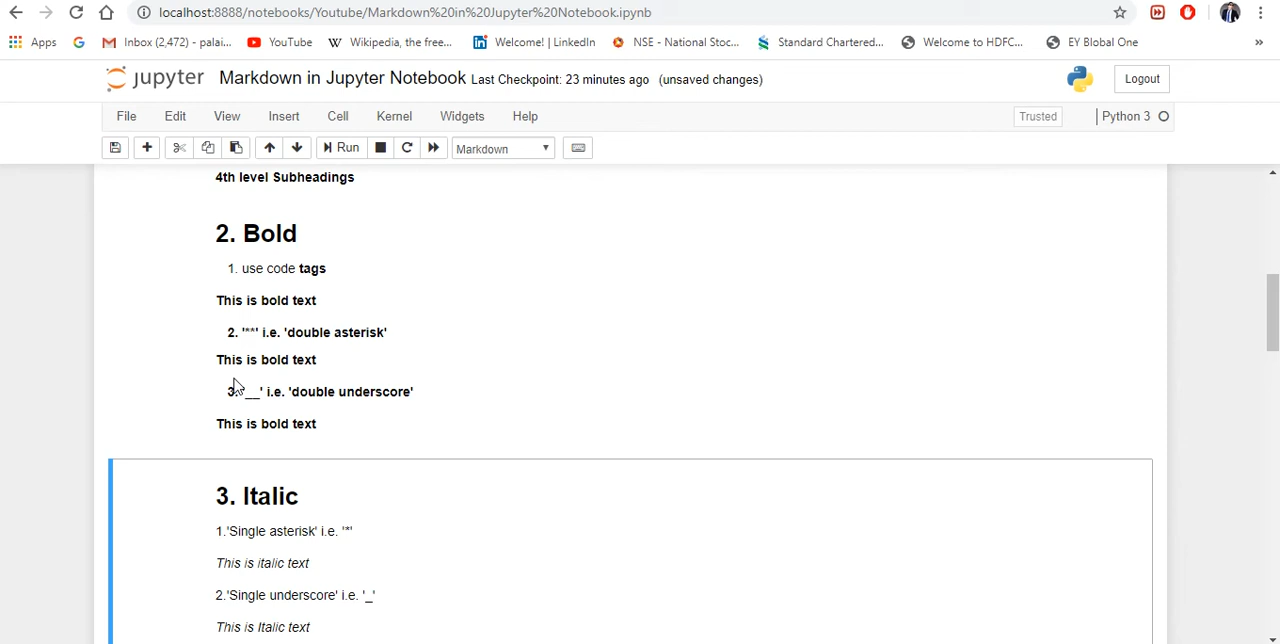 localhost:8888/notebooks/Youtube/Markdown%20in%20Jupyter%20Notebook.ipynb
Apps
Inbox (2,472) - palai...
YouTube
Wikipedia, the free...
Welcome! | LinkedIn
NSE - National Stoc...
Standard Chartered...
Welcome to HDFC...
EY Blobal One
»
jupyter Markdown in Jupyter Notebook Last Checkpoint: 23 minutes ago (unsaved changes)
Logout
File Edit View Insert Cell Kernel Widgets Help
Trusted
Python 3
Run
Markdown
4th level Subheadings
2. Bold
1. use code tags
This is bold text
2. '**' i.e. 'double asterisk'
This is bold text
3. __' i.e. 'double underscore'
This is bold text
3. Italic
1.'Single asterisk' i.e. '*'
This is italic text
2.'Single underscore' i.e. '_'
This is Italic text